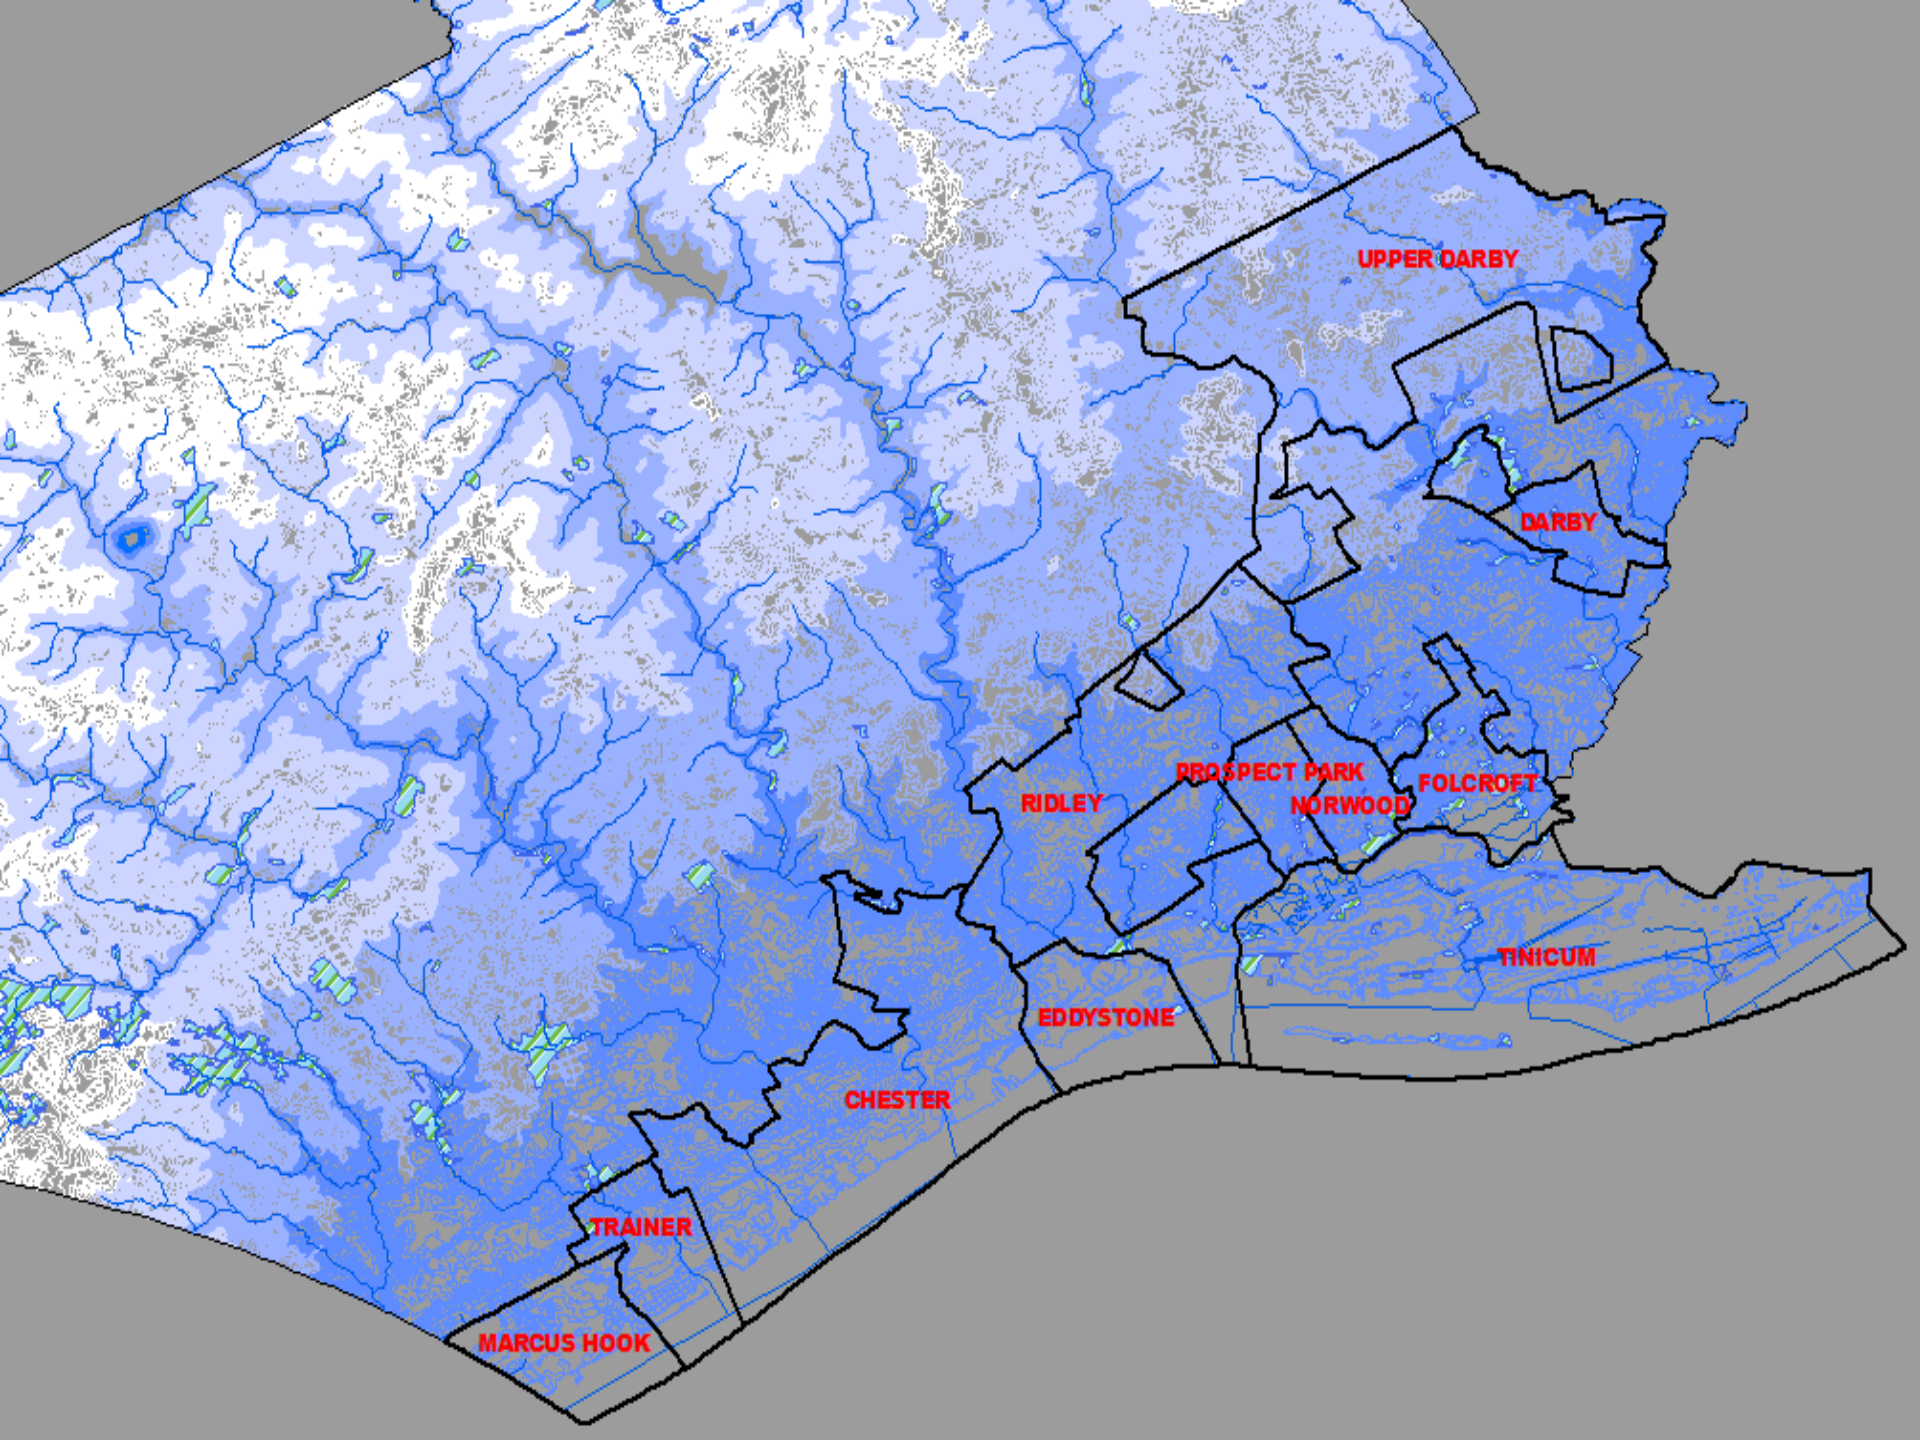 UPPER DARBY
DARBY
PROSPECT PARK
FOLCROFT
RIDLEY
NORWOOD
TINICUM
EDDYSTONE
CHESTER
TRAINER
MARCUS HOOK